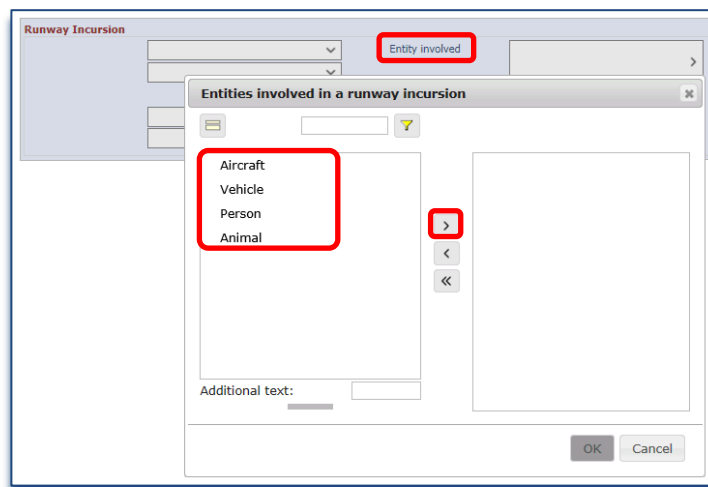 Runway Incursion
Entity involved
Entities involved in a runway incursion
Aircraft
Vehicle
Person
Animal
Additional text:
OK
Cancel